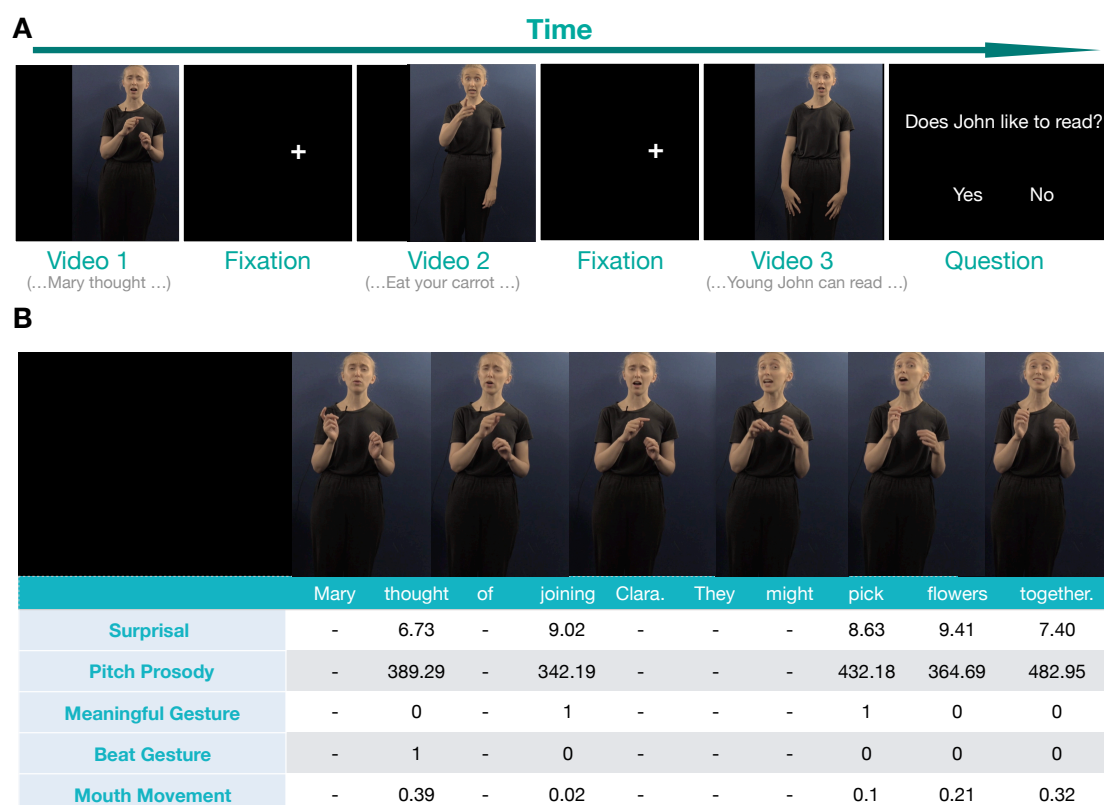 A
Time
+
+
Does John like to read?
Yes No
Video 1 Fixation Video 2 Fixation Video 3 Question
(...Mary thought ...) (...Eat your carrot ...) (...Young John can read ...)
B
Mary thought of joining Clara. They might pick flowers together.
Surprisal - 6.73 - 9.02 - - - 8.63 9.41 7.40
Pitch Prosody - 389.29 - 342.19 - - - 432.18 364.69 482.95
Meaningful Gesture - 0 - 1 - - - 1 0 0
Beat Gesture - 1 - 0 - - - 0 0 0
Mouth Movement - 0.39 - 0.02 - - - 0.1 0.21 0.32